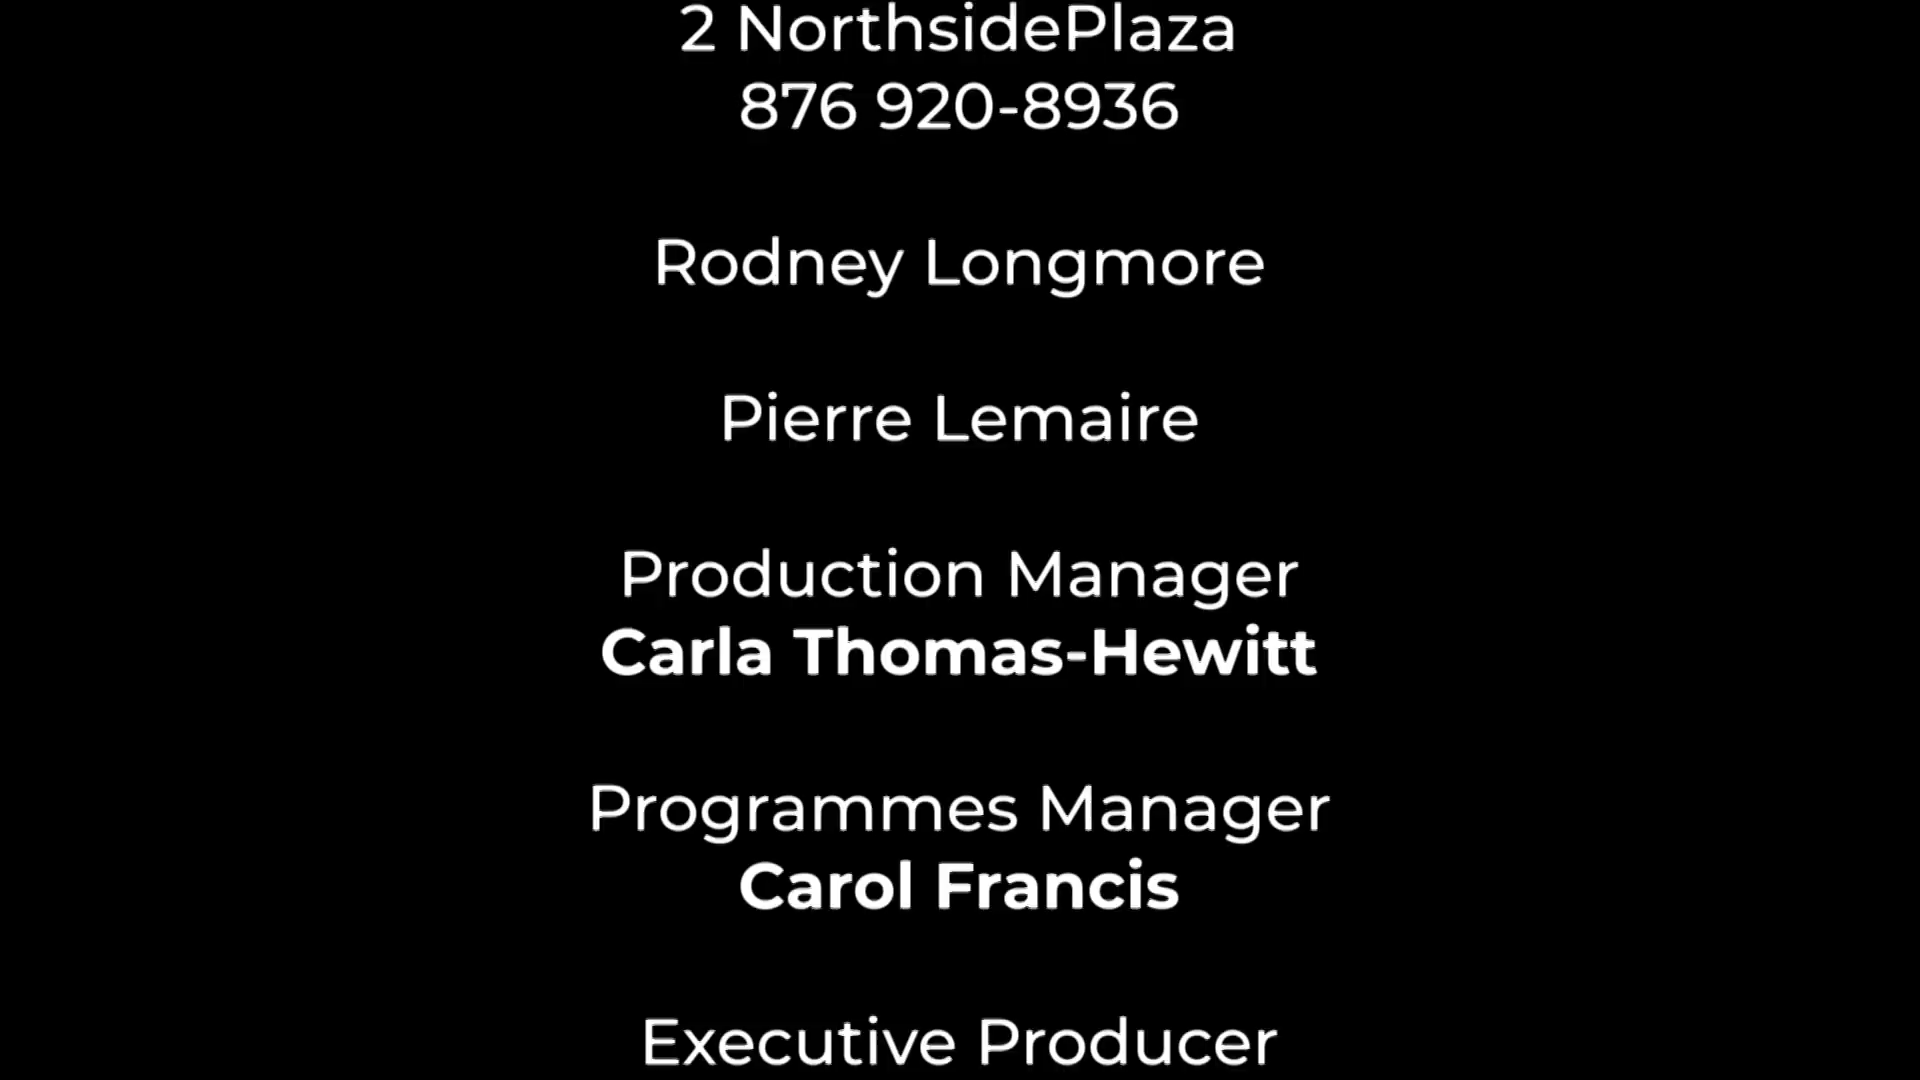 2 NorthsidePlaza
876 920-8936
Rodney Longmore
Pierre Lemaire
Production Manager
Carla Thomas-Hewitt
Programmes Manager
Carol Francis
Executive Producer